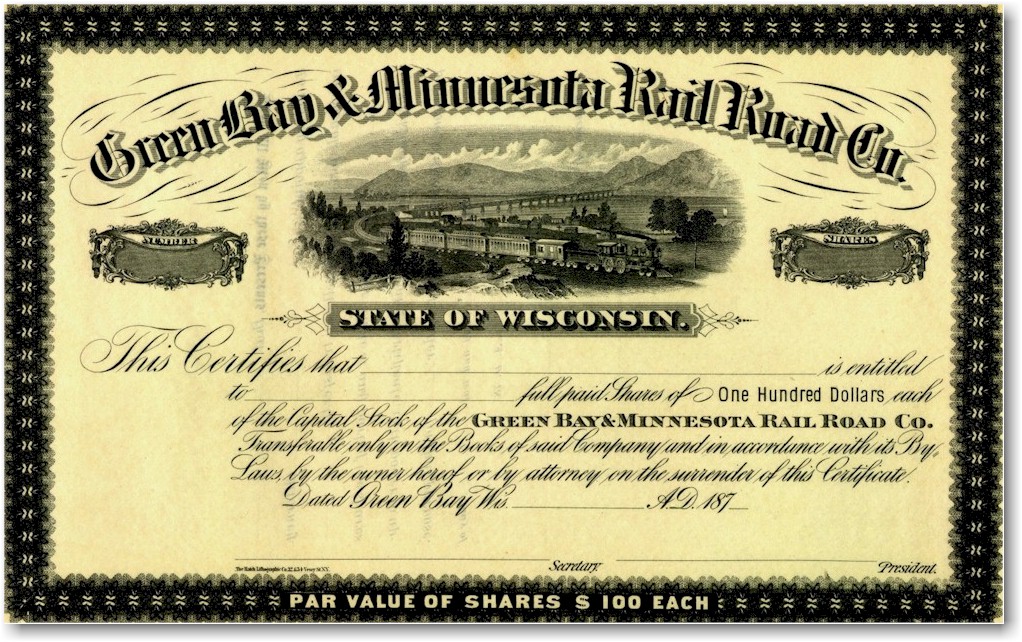 Green Bay & Minnesota Rail Road Co.
NUMBER
SHARES
STATE OF WISCONSIN.
This Certifies that is entitled
to full paid Shares of One Hundred Dollars each
of the Capital Stock of the GREEN BAY & MINNESOTA RAIL ROAD CO.
Transferable only on the Books of said Company and in accordance with its By
Laws, by the owner hereof or by attorney on the surrender of this Certificate.
Dated Green Bay Wis. A.D. 187
Secretary.
President.
PAR VALUE OF SHARES $ 100 EACH